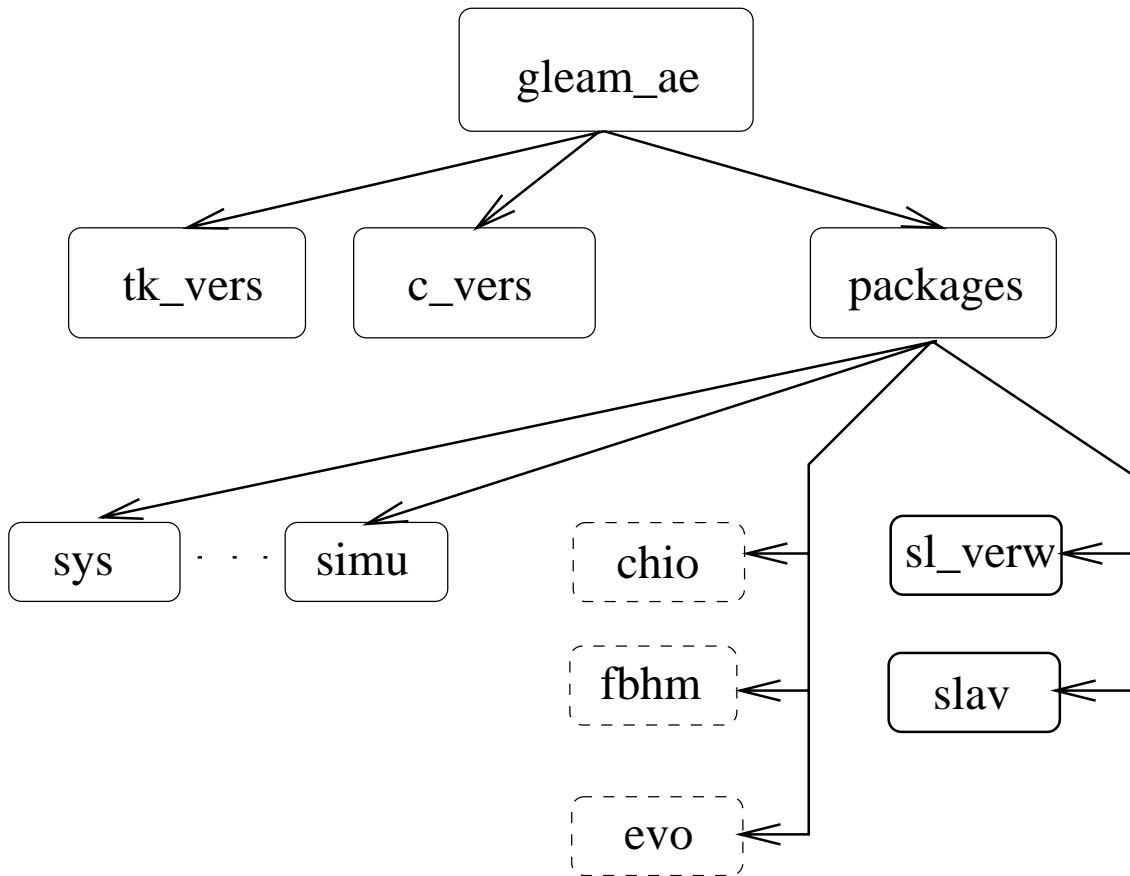 gleam_ae
tk_vers
c_vers
packages
sys
. . . .
simu
chio
sl_verw
fbhm
slav
evo